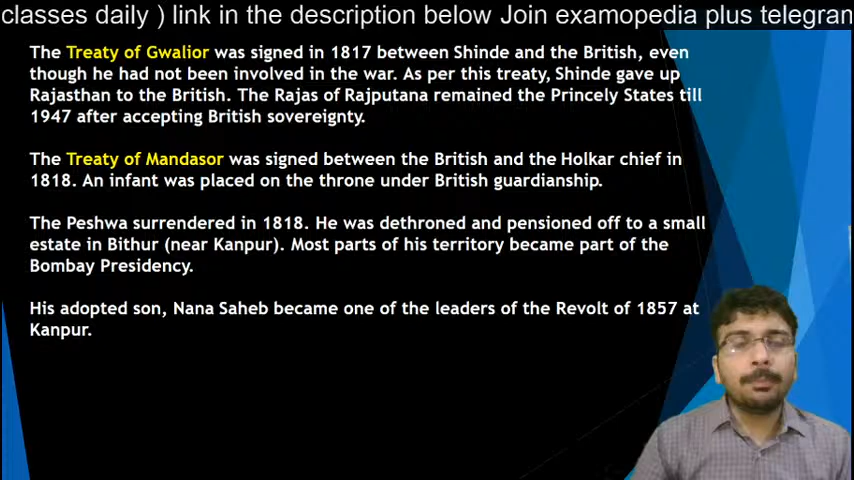 classes daily ) link in the description below Join examopedia plus telegran
The Treaty of Gwalior was signed in 1817 between Shinde and the British, even
though he had not been involved in the war. As per this treaty, Shinde gave up
Rajasthan to the British. The Rajas of Rajputana remained the Princely States till
1947 after accepting British sovereignty.
The Treaty of Mandasor was signed between the British and the Holkar chief in
1818. An infant was placed on the throne under British guardianship.
The Peshwa surrendered in 1818. He was dethroned and pensioned off to a small
estate in Bithur (near Kanpur). Most parts of his territory became part of the
Bombay Presidency.
His adopted son, Nana Saheb became one of the leaders of the Revolt of 1857 at
Kanpur.